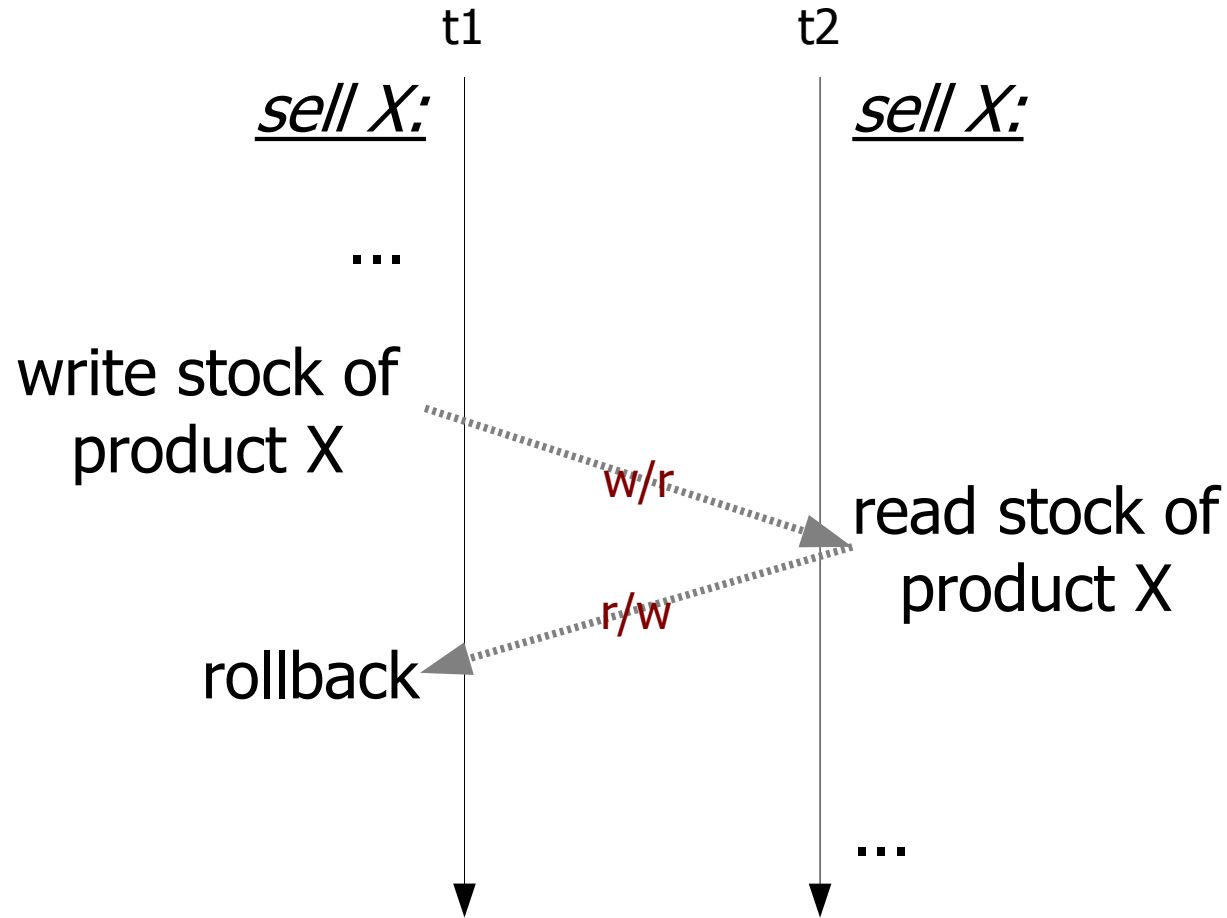 t1
t2
sell X:
sell X:
...
write stock of
product X
w/r
read stock of
product X
r/w
rollback
...